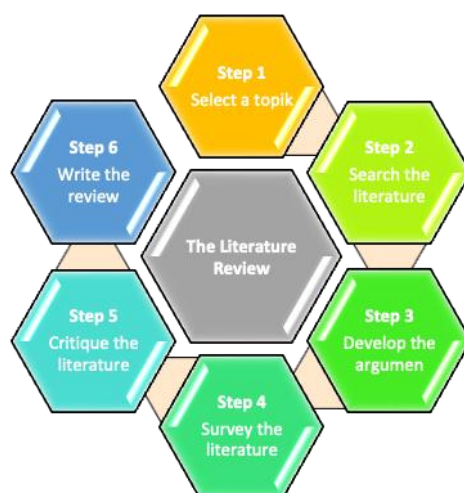 Step 1
Select a topik
Step 2
Search the
literature
Step 3
Develop the
argumen
Step 4
Survey the
literature
Step 5
Critique the
literature
Step 6
Write the
review
The Literature
Review